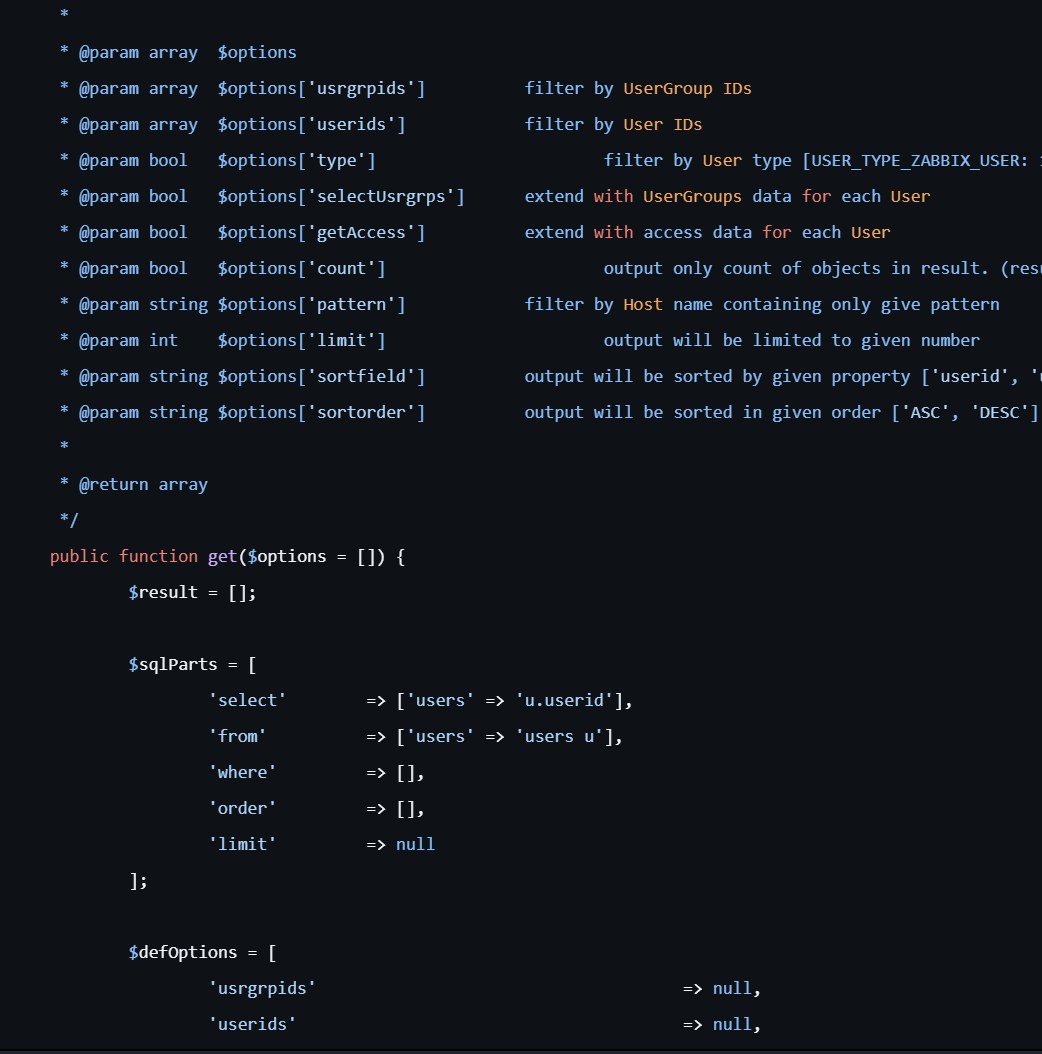 *
* @param array  $options
* @param array  $options['usrgrpids']          filter by UserGroup IDs
* @param array  $options['userids']            filter by User IDs
* @param bool   $options['type']                       filter by User type [USER_TYPE_ZABBIX_USER:
* @param bool   $options['selectUsrgrps']      extend with UserGroups data for each User
* @param bool   $options['getAccess']          extend with access data for each User
* @param bool   $options['count']                      output only count of objects in result. (resu
* @param string $options['pattern']            filter by Host name containing only give pattern
* @param int    $options['limit']                      output will be limited to given number
* @param string $options['sortfield']          output will be sorted by given property ['userid', '
* @param string $options['sortorder']          output will be sorted in given order ['ASC', 'DESC']
*
* @return array
*/
public function get($options = []) {
        $result = [];

        $sqlParts = [
                'select'        => ['users' => 'u.userid'],
                'from'          => ['users' => 'users u'],
                'where'         => [],
                'order'         => [],
                'limit'         => null
        ];

        $defOptions = [
                'usrgrpids'                                     => null,
                'userids'                                       => null,